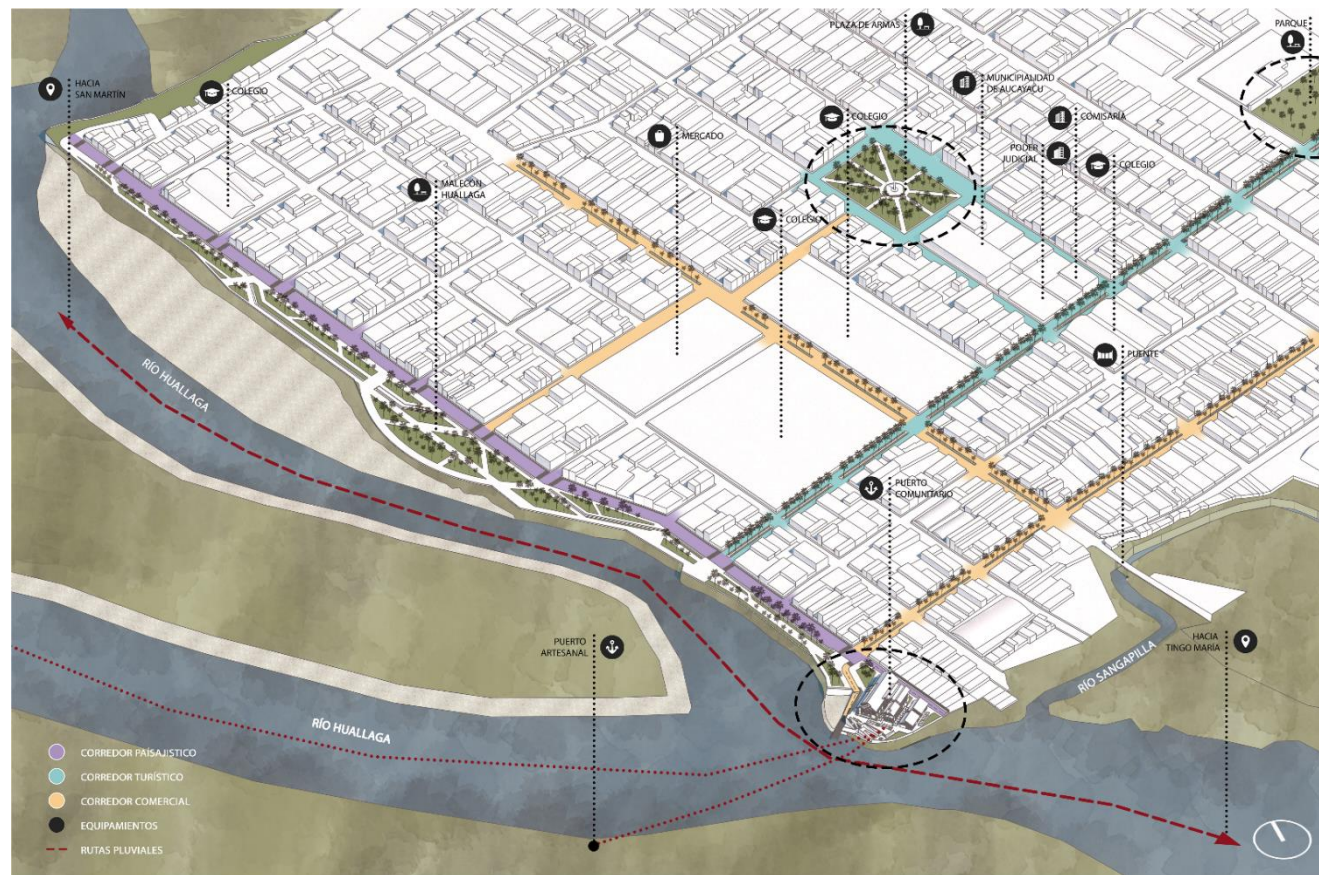 PLAZA DE ARMAS
PARQUE
HACIA
SAN MARTÍN
COLEGIO
MUNICIPALIDAD
DE AUCAYACU
COLEGIO
COMISARÍA
MERCADO
PODER
JUDICIAL
COLEGIO
MALECÓN
HUALLAGA
COLEGIO
PUENTE
RÍO HUALLAGA
PUERTO
COMUNITARIO
PUERTO
ARTESANAL
HACIA
TINGO MARÍA
RÍO SANGAPILLA
RÍO HUALLAGA
CORREDOR PAISAJISTICO
CORREDOR TURÍSTICO
CORREDOR COMERCIAL
EQUIPAMIENTOS
RUTAS PLUVIALES